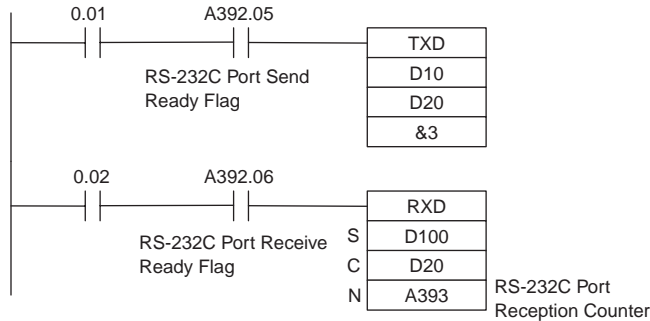 0.01 A392.05
TXD
D10
D20
&3
RS-232C Port Send
Ready Flag
0.02 A392.06
RXD
S D100
C D20
N A393
RS-232C Port Receive
Ready Flag
RS-232C Port
Reception Counter